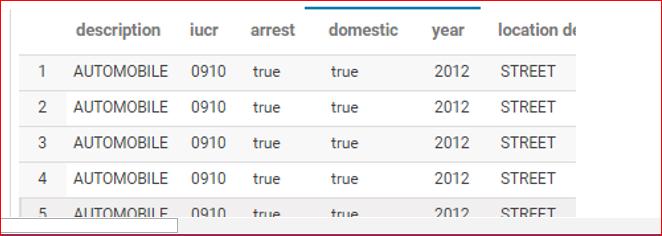 description iucr arrest domestic year location de
1 AUTOMOBILE 0910 true true 2012 STREET
2 AUTOMOBILE 0910 true true 2012 STREET
3 AUTOMOBILE 0910 true true 2012 STREET
4 AUTOMOBILE 0910 true true 2012 STREET
5 AUTOMOBILE 0910 true true 2012 STREET